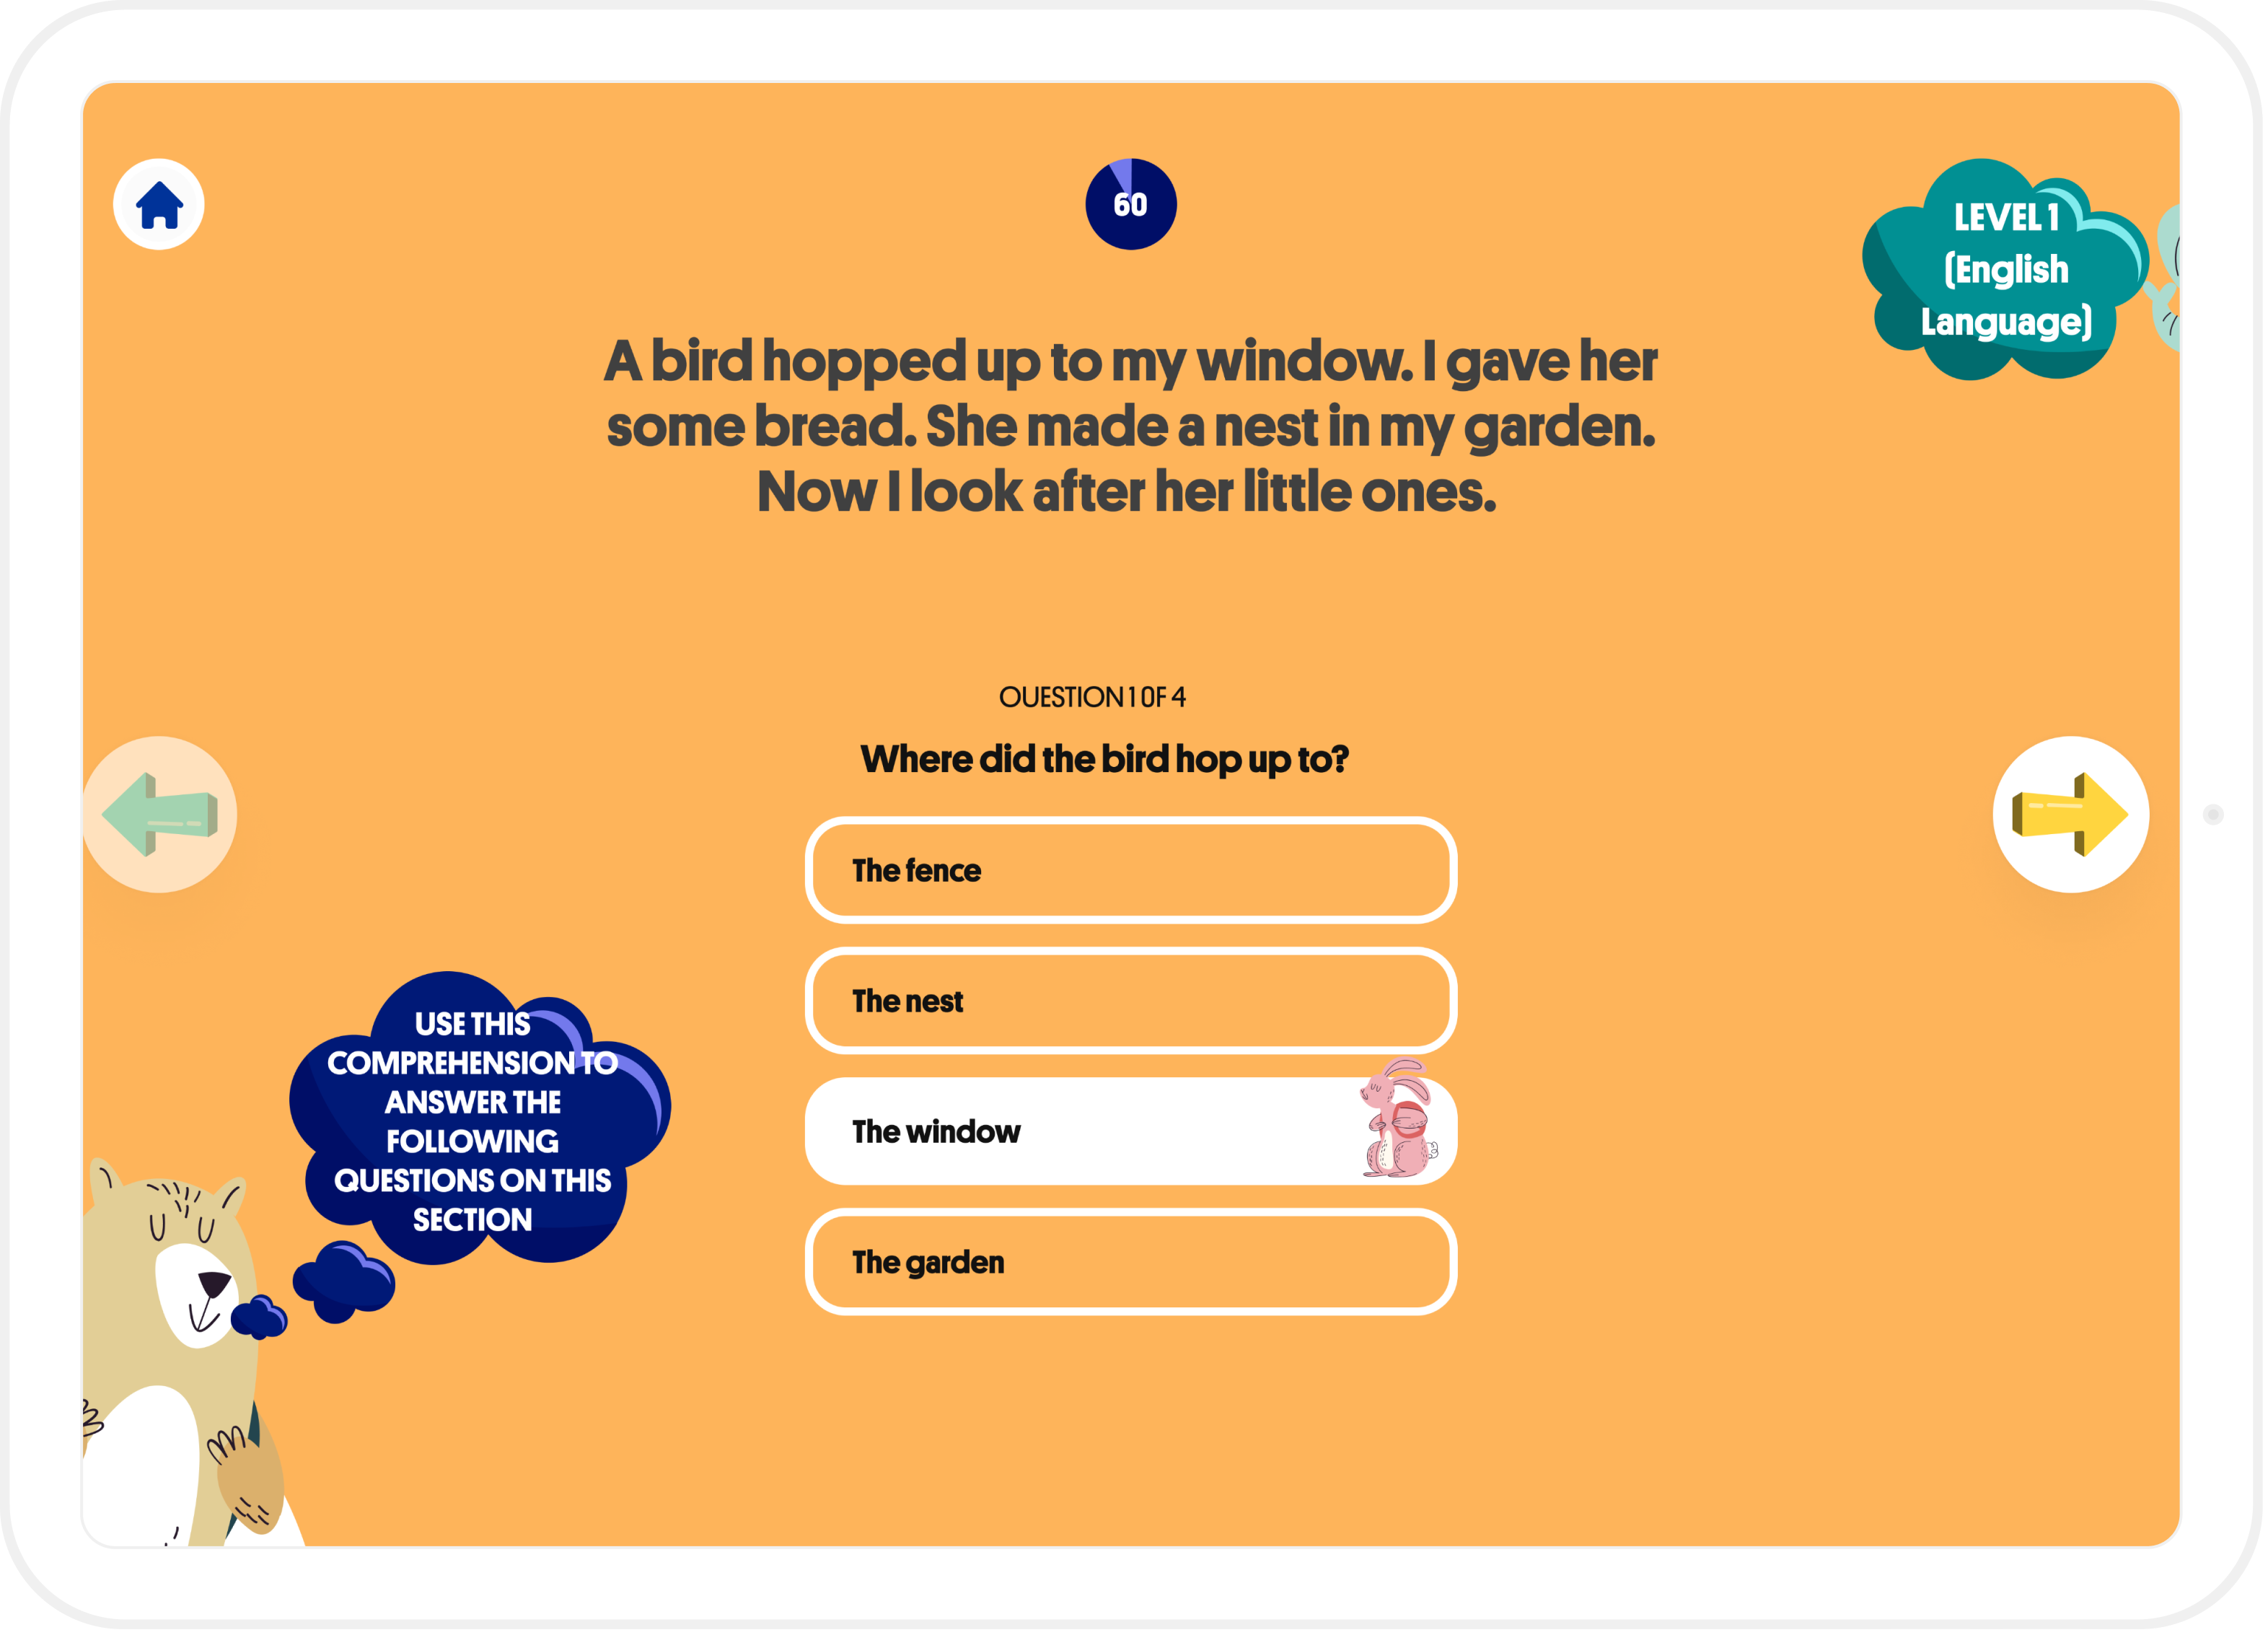 60
LEVEL 1
(English
Language)
A bird hopped up to my window. I gave her
some bread. She made a nest in my garden.
Now I look after her little ones.
OUESTION 1 OF 4
Where did the bird hop up to?
The fence
The nest
The window
The garden
USE THIS
COMPREHENSION TO
ANSWER THE
FOLLOWING
QUESTIONS ON THIS
SECTION